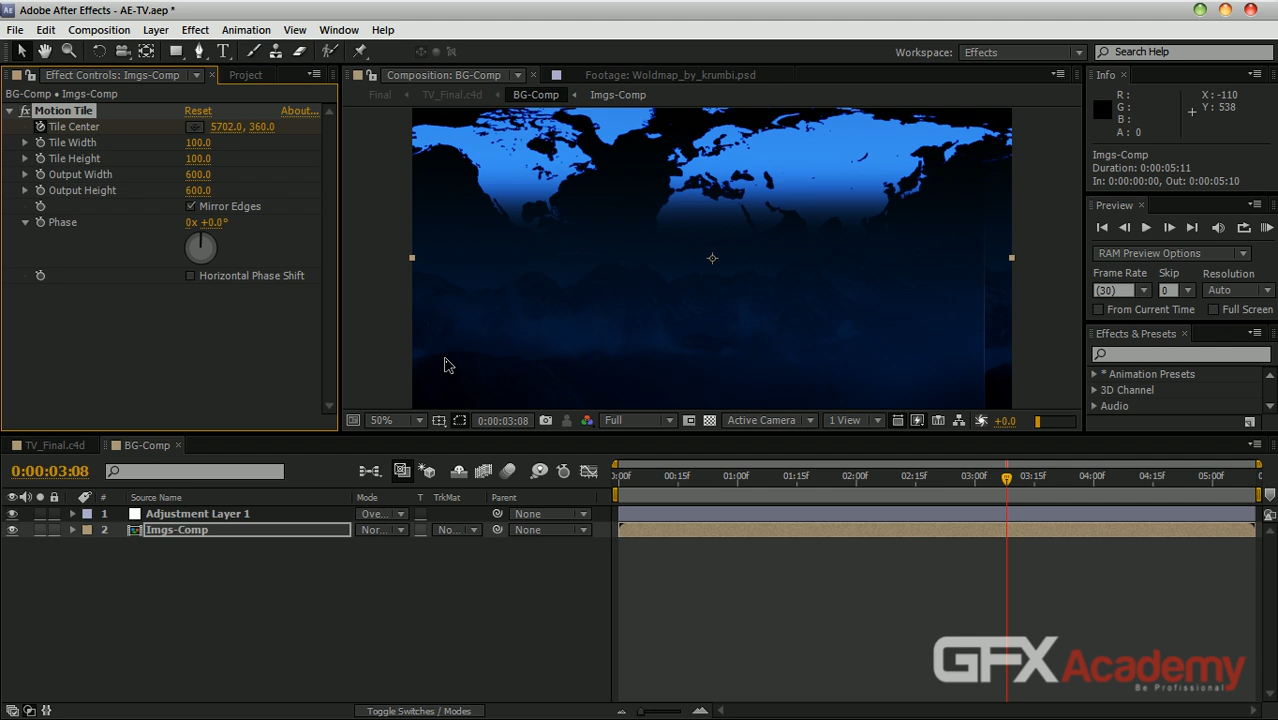 AE Adobe After Effects - AE-TV.aep *
File Edit Composition Layer Effect Animation View Window Help
Workspace: Effects Search Help
Effect Controls: Imgs-Comp × Project
Composition: BG-Comp × Footage: Woldmap_by_krumbi.psd
Info ×
BG-Comp • Imgs-Comp
Final TV_Final.c4d BG-Comp Imgs-Comp
fx Motion Tile Reset About...
Tile Center 5702.0, 360.0
Tile Width 100.0
Tile Height 100.0
Output Width 600.0
Output Height 600.0
Mirror Edges
Phase 0x +0.0°
Horizontal Phase Shift
R :
G :
B :
A : 0
X : -110
Y : 538
Imgs-Comp
Duration: 0:00:05:11
In: 0:00:00:00, Out: 0:00:05:10
Preview ×
RAM Preview Options
Frame Rate Skip Resolution
(30) 0 Auto
From Current Time Full Screen
Effects & Presets ×
* Animation Presets
3D Channel
Audio
50% 0:00:03:08 Full Active Camera 1 View +0.0
TV_Final.c4d BG-Comp ×
0:00:03:08
:00f 00:15f 01:00f 01:15f 02:00f 02:15f 03:00f 03:15f 04:00f 04:15f 05:00f
# Source Name Mode T TrkMat Parent
1 Adjustment Layer 1 Ove... None
2 Imgs-Comp Nor... No... None
GFX Academy
Be Profissional
Toggle Switches / Modes